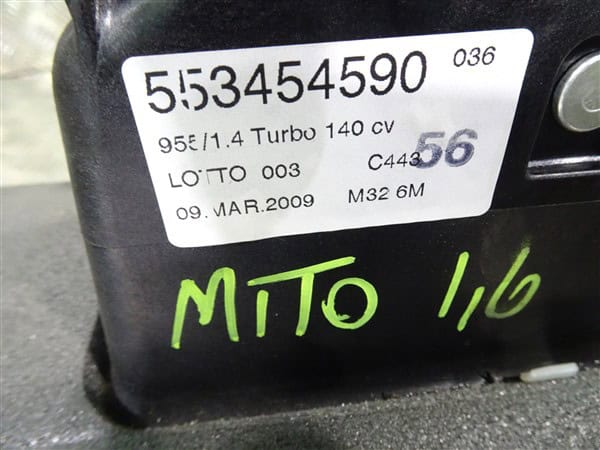 553454590 036
955/1.4 Turbo 140 cv
LOTTO 003 C443 56
09.MAR.2009 M32 6M
MITO 1,6